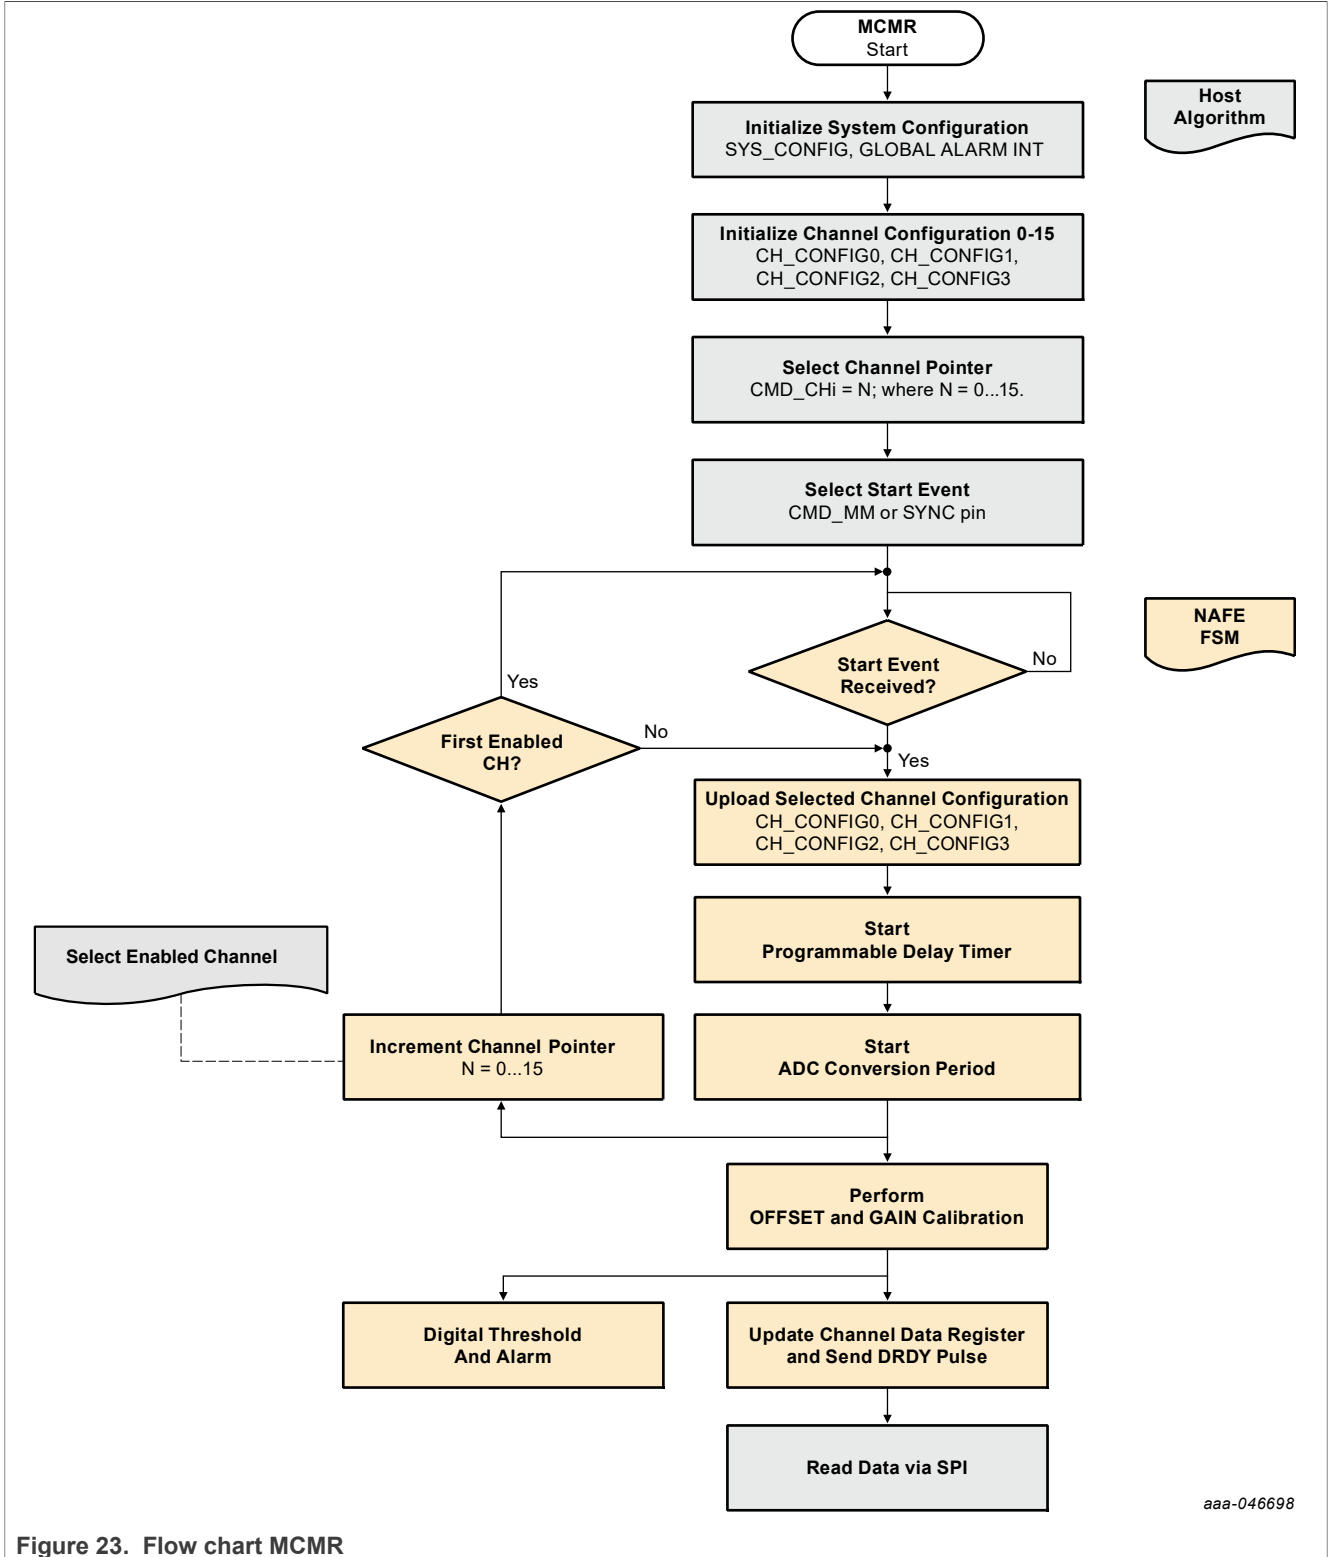 MCMR
Start
Host
Algorithm
Initialize System Configuration
SYS_CONFIG, GLOBAL ALARM INT
Initialize Channel Configuration 0-15
CH_CONFIG0, CH_CONFIG1,
CH_CONFIG2, CH_CONFIG3
Select Channel Pointer
CMD_CHi = N; where N = 0...15.
Select Start Event
CMD_MM or SYNC pin
NAFE
FSM
Start Event
Received?
No
Yes
First Enabled
CH?
No
Yes
Upload Selected Channel Configuration
CH_CONFIG0, CH_CONFIG1,
CH_CONFIG2, CH_CONFIG3
Start
Programmable Delay Timer
Select Enabled Channel
Increment Channel Pointer
N = 0...15
Start
ADC Conversion Period
Perform
OFFSET and GAIN Calibration
Digital Threshold
And Alarm
Update Channel Data Register
and Send DRDY Pulse
Read Data via SPI
aaa-046698
Figure 23. Flow chart MCMR